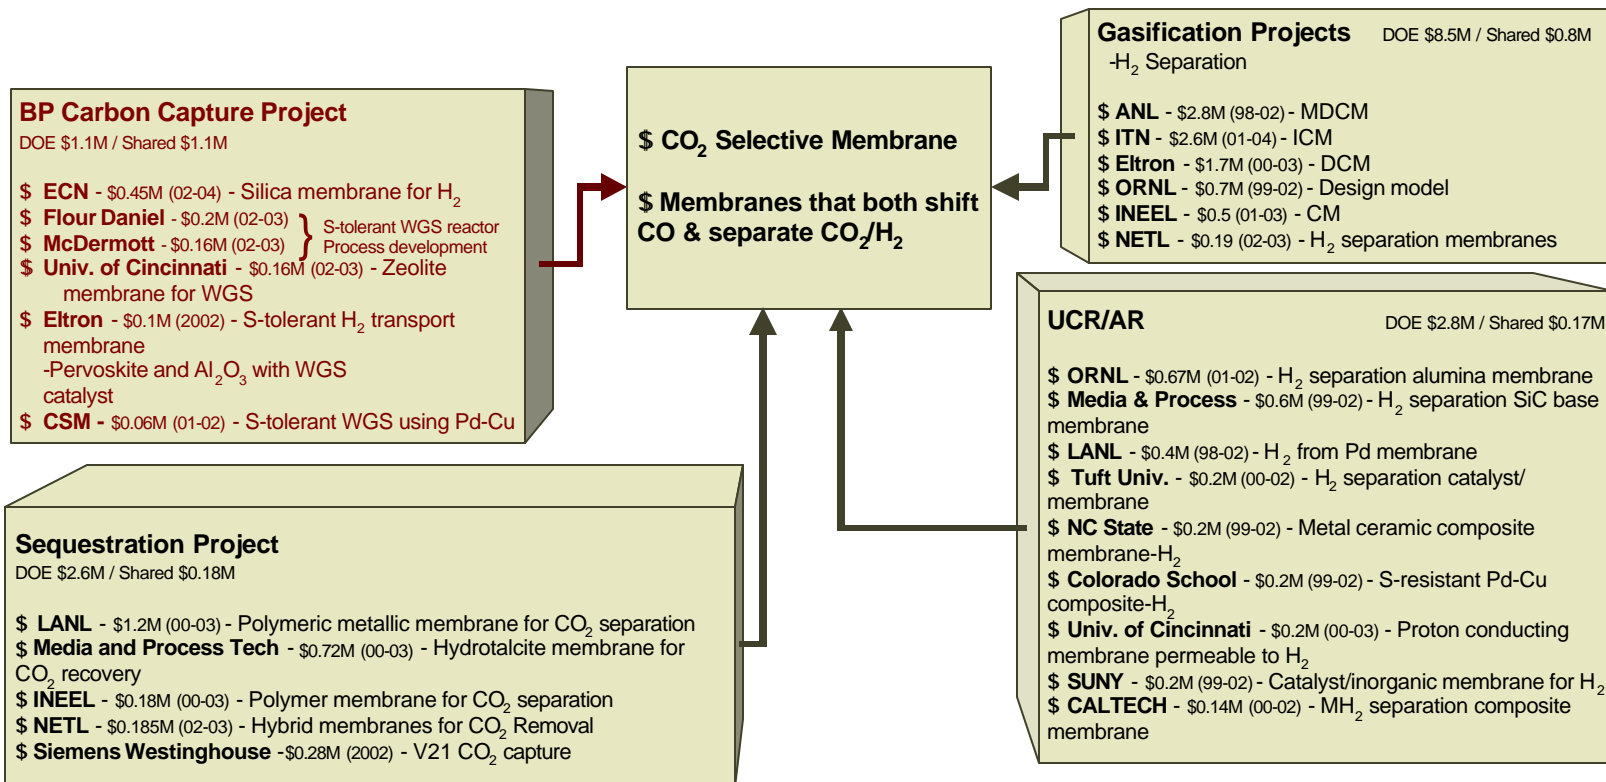 BP Carbon Capture Project
DOE $1.1M / Shared $1.1M
$ ECN - $0.45M (02-04) - Silica membrane for H2
$ Flour Daniel - $0.2M (02-03)
$ McDermott - $0.16M (02-03)
} S-tolerant WGS reactor
Process development
$ Univ. of Cincinnati - $0.16M (02-03) - Zeolite
membrane for WGS
$ Eltron - $0.1M (2002) - S-tolerant H2 transport
membrane
-Pervoskite and Al2O3 with WGS
catalyst
$ CSM - $0.06M (01-02) - S-tolerant WGS using Pd-Cu
$ CO2 Selective Membrane
$ Membranes that both shift
CO & separate CO2/H2
Gasification Projects DOE $8.5M / Shared $0.8M
-H2 Separation
$ ANL - $2.8M (98-02) - MDCM
$ ITN - $2.6M (01-04) - ICM
$ Eltron - $1.7M (00-03) - DCM
$ ORNL - $0.7M (99-02) - Design model
$ INEEL - $0.5 (01-03) - CM
$ NETL - $0.19 (02-03) - H2 separation membranes
Sequestration Project
DOE $2.6M / Shared $0.18M
$ LANL - $1.2M (00-03) - Polymeric metallic membrane for CO2 separation
$ Media and Process Tech - $0.72M (00-03) - Hydrotalcite membrane for
CO2 recovery
$ INEEL - $0.18M (00-03) - Polymer membrane for CO2 separation
$ NETL - $0.185M (02-03) - Hybrid membranes for CO2 Removal
$ Siemens Westinghouse -$0.28M (2002) - V21 CO2 capture
UCR/AR DOE $2.8M / Shared $0.17M
$ ORNL - $0.67M (01-02) - H2 separation alumina membrane
$ Media & Process - $0.6M (99-02) - H2 separation SiC base
membrane
$ LANL - $0.4M (98-02) - H2 from Pd membrane
$ Tuft Univ. - $0.2M (00-02) - H2 separation catalyst/
membrane
$ NC State - $0.2M (99-02) - Metal ceramic composite
membrane-H2
$ Colorado School - $0.2M (99-02) - S-resistant Pd-Cu
composite-H2
$ Univ. of Cincinnati - $0.2M (00-03) - Proton conducting
membrane permeable to H2
$ SUNY - $0.2M (99-02) - Catalyst/inorganic membrane for H2
$ CALTECH - $0.14M (00-02) - MH2 separation composite
membrane